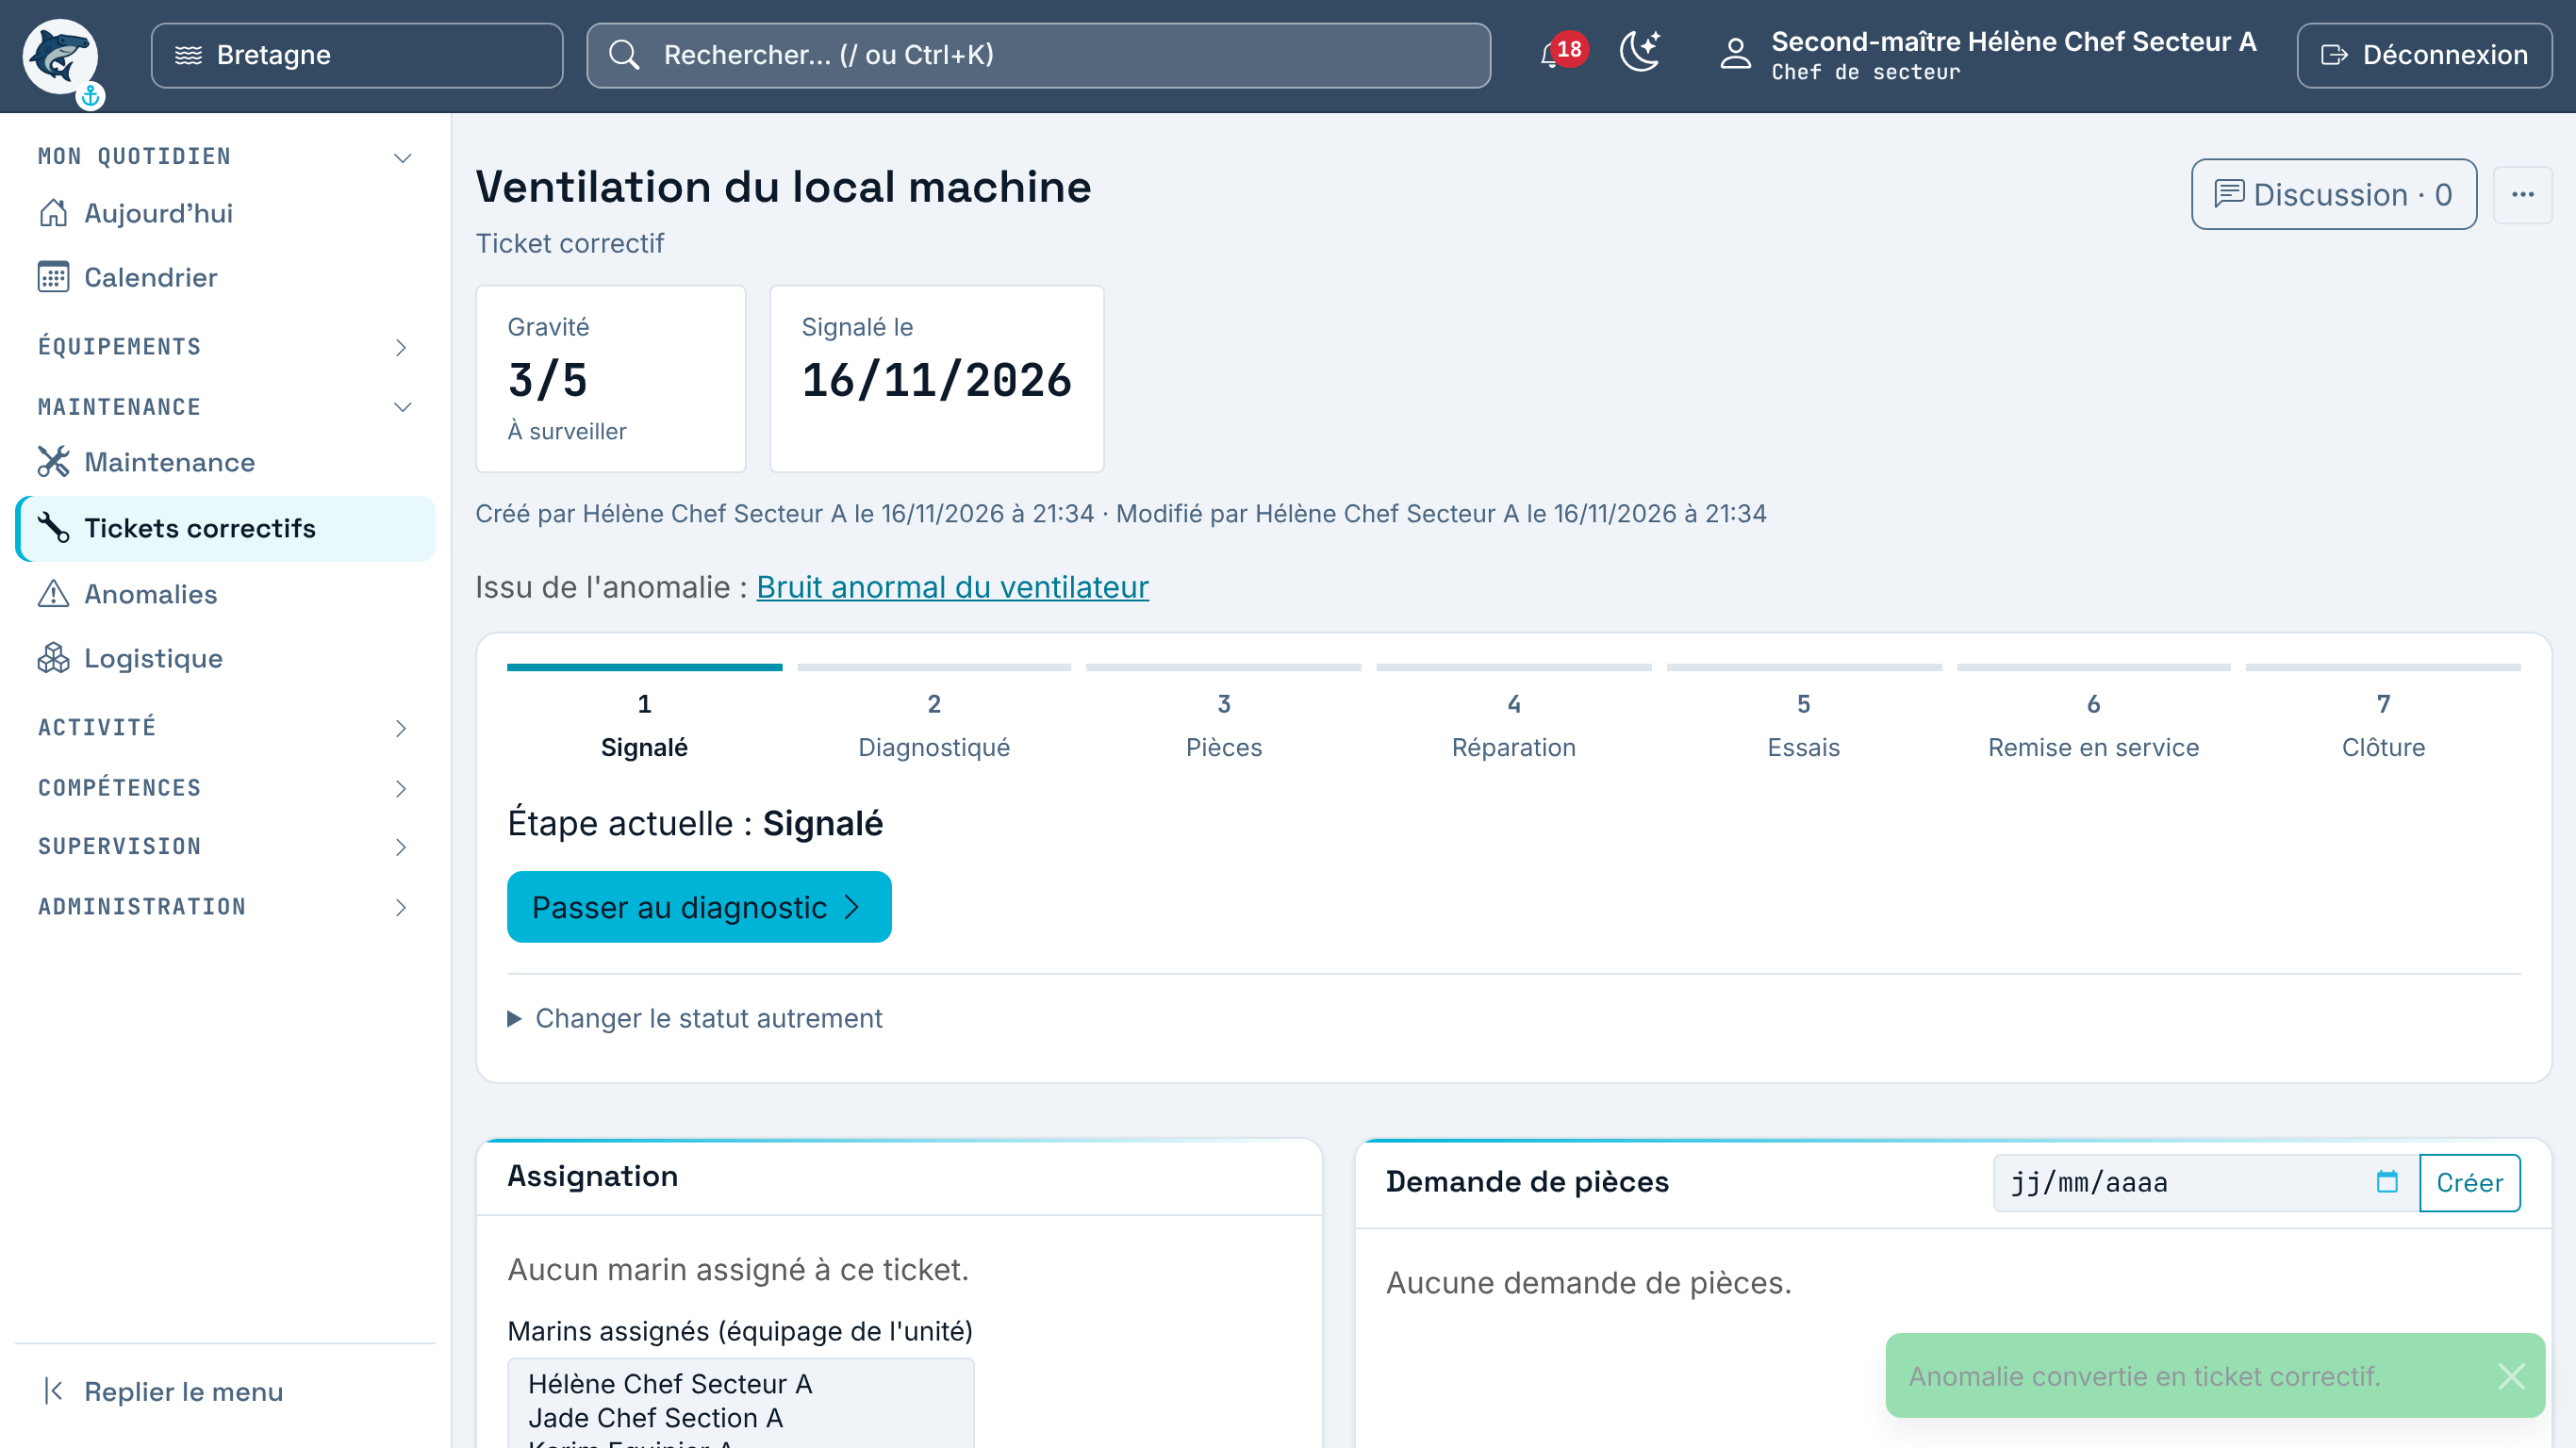 Bretagne
Rechercher... (/ ou Ctrl+K)
18
Second-maître Hélène Chef Secteur A
Chef de secteur
Déconnexion
MON QUOTIDIEN
Aujourd'hui
Calendrier
ÉQUIPEMENTS
MAINTENANCE
Maintenance
Tickets correctifs
Anomalies
Logistique
ACTIVITÉ
COMPÉTENCES
SUPERVISION
ADMINISTRATION
Replier le menu
Ventilation du local machine
Ticket correctif
Discussion · 0
Gravité
3/5
À surveiller
Signalé le
16/11/2026
Créé par Hélène Chef Secteur A le 16/11/2026 à 21:34 · Modifié par Hélène Chef Secteur A le 16/11/2026 à 21:34
Issu de l'anomalie : Bruit anormal du ventilateur
1
Signalé
2
Diagnostiqué
3
Pièces
4
Réparation
5
Essais
6
Remise en service
7
Clôture
Étape actuelle : Signalé
Passer au diagnostic
Changer le statut autrement
Assignation
Aucun marin assigné à ce ticket.
Marins assignés (équipage de l'unité)
Hélène Chef Secteur A
Jade Chef Section A
Karim Equipier A
Demande de pièces
jj/mm/aaaa
Créer
Aucune demande de pièces.
Anomalie convertie en ticket correctif.